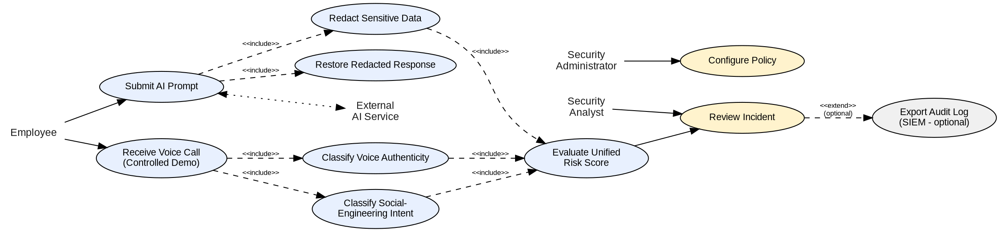 Redact Sensitive Data
<<include>>
<<include>>
Security
Administrator
Configure Policy
Restore Redacted Response
<<include>>
Submit AI Prompt
External
AI Service
Security
Analyst
Review Incident
<<extend>>
(optional)
Export Audit Log
(SIEM - optional)
Employee
Receive Voice Call
(Controlled Demo)
<<include>>
Classify Voice Authenticity
<<include>>
Evaluate Unified
Risk Score
<<include>>
<<include>>
Classify Social-
Engineering Intent